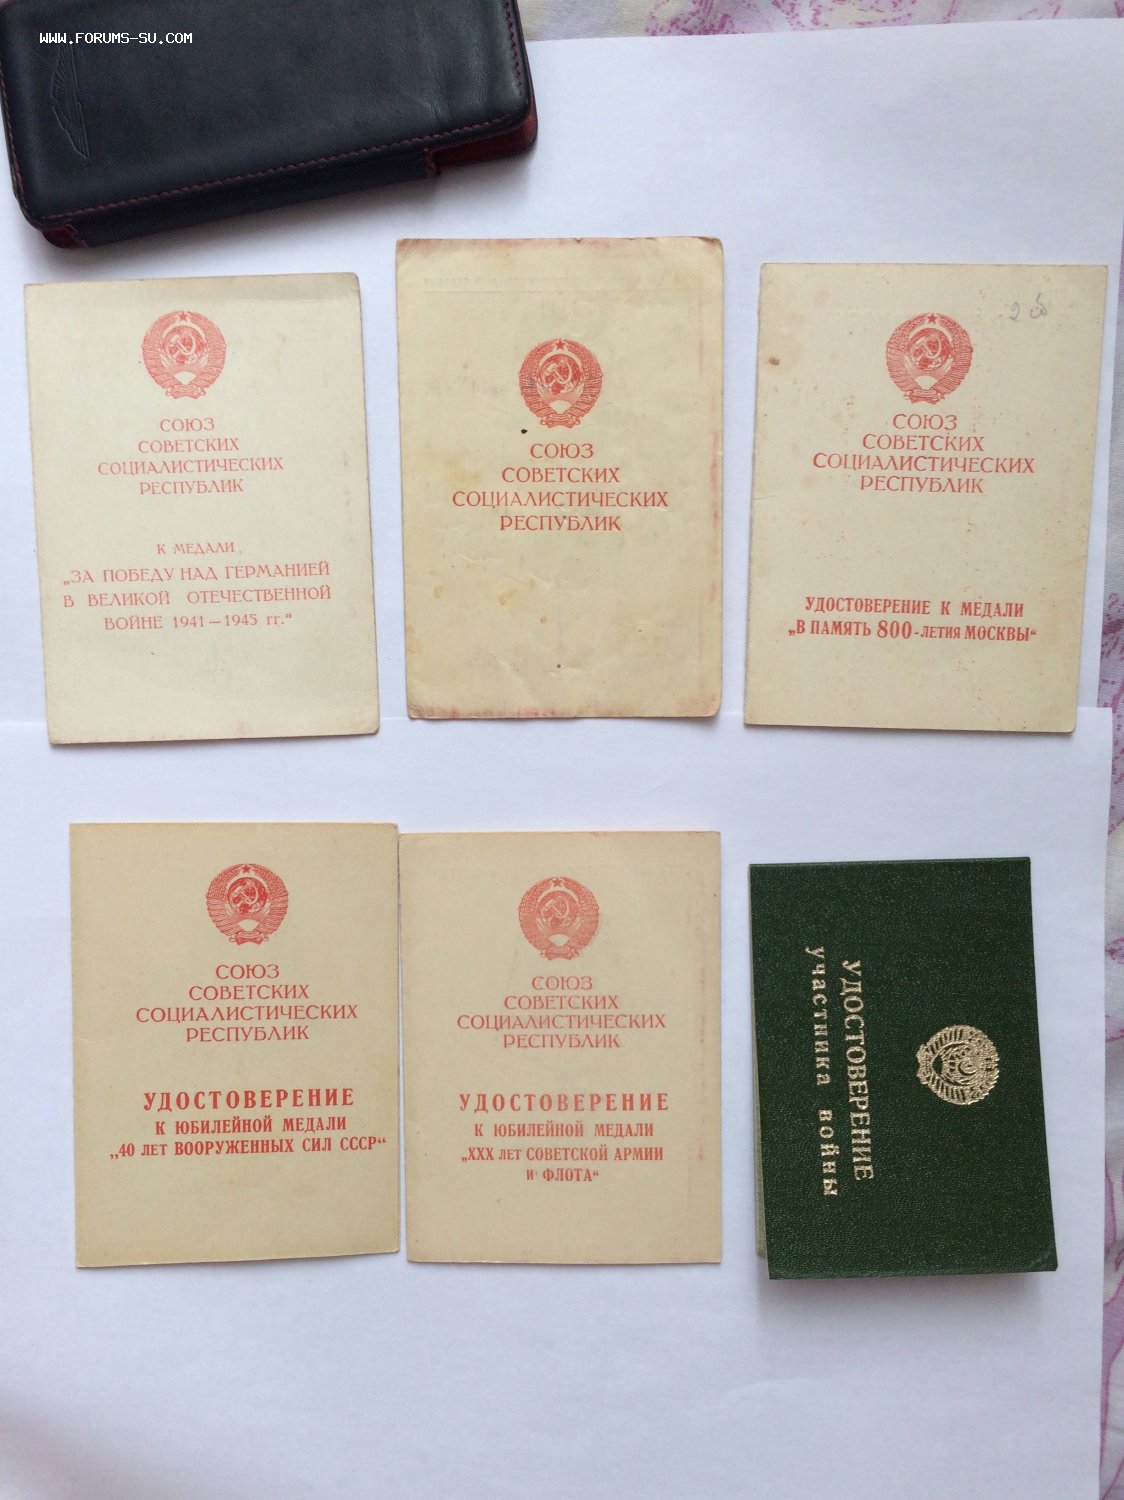 WWW.FORUMS-SU.COM
СОЮЗ
СОВЕТСКИХ
СОЦИАЛИСТИЧЕСКИХ
РЕСПУБЛИК
К МЕДАЛИ
„ЗА ПОБЕДУ НАД ГЕРМАНИЕЙ
В ВЕЛИКОЙ ОТЕЧЕСТВЕННОЙ
ВОЙНЕ 1941—1945 гг.“
СОЮЗ
СОВЕТСКИХ
СОЦИАЛИСТИЧЕСКИХ
РЕСПУБЛИК
СОЮЗ
СОВЕТСКИХ
СОЦИАЛИСТИЧЕСКИХ
РЕСПУБЛИК
УДОСТОВЕРЕНИЕ К МЕДАЛИ
„В ПАМЯТЬ 800-ЛЕТИЯ МОСКВЫ“
СОЮЗ
СОВЕТСКИХ
СОЦИАЛИСТИЧЕСКИХ
РЕСПУБЛИК
УДОСТОВЕРЕНИЕ
К ЮБИЛЕЙНОЙ МЕДАЛИ
„40 ЛЕТ ВООРУЖЕННЫХ СИЛ СССР“
СОЮЗ
СОВЕТСКИХ
СОЦИАЛИСТИЧЕСКИХ
РЕСПУБЛИК
УДОСТОВЕРЕНИЕ
К ЮБИЛЕЙНОЙ МЕДАЛИ
„XXX ЛЕТ СОВЕТСКОЙ АРМИИ
И ФЛОТА“
УДОСТОВЕРЕНИЕ
участника войны